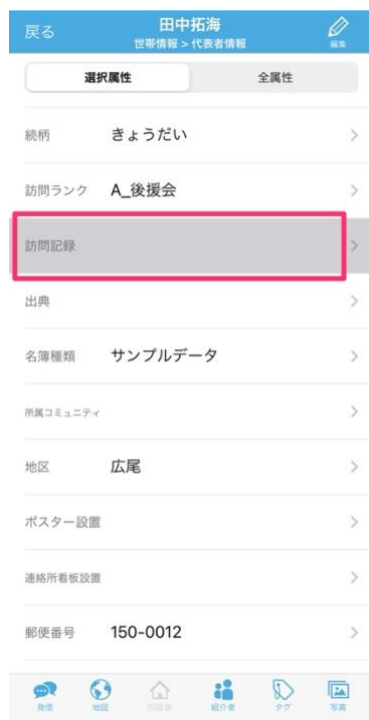 戻る
田中拓海
世帯情報 > 代表者情報
編集
選択属性
全属性
続柄 きょうだい
訪問ランク A_後援会
訪問記録
出典
名簿種類 サンプルデータ
所属コミュニティ
地区 広尾
ポスター設置
連絡所看板設置
郵便番号 150-0012
発信
地図
紹介者
タグ
写真